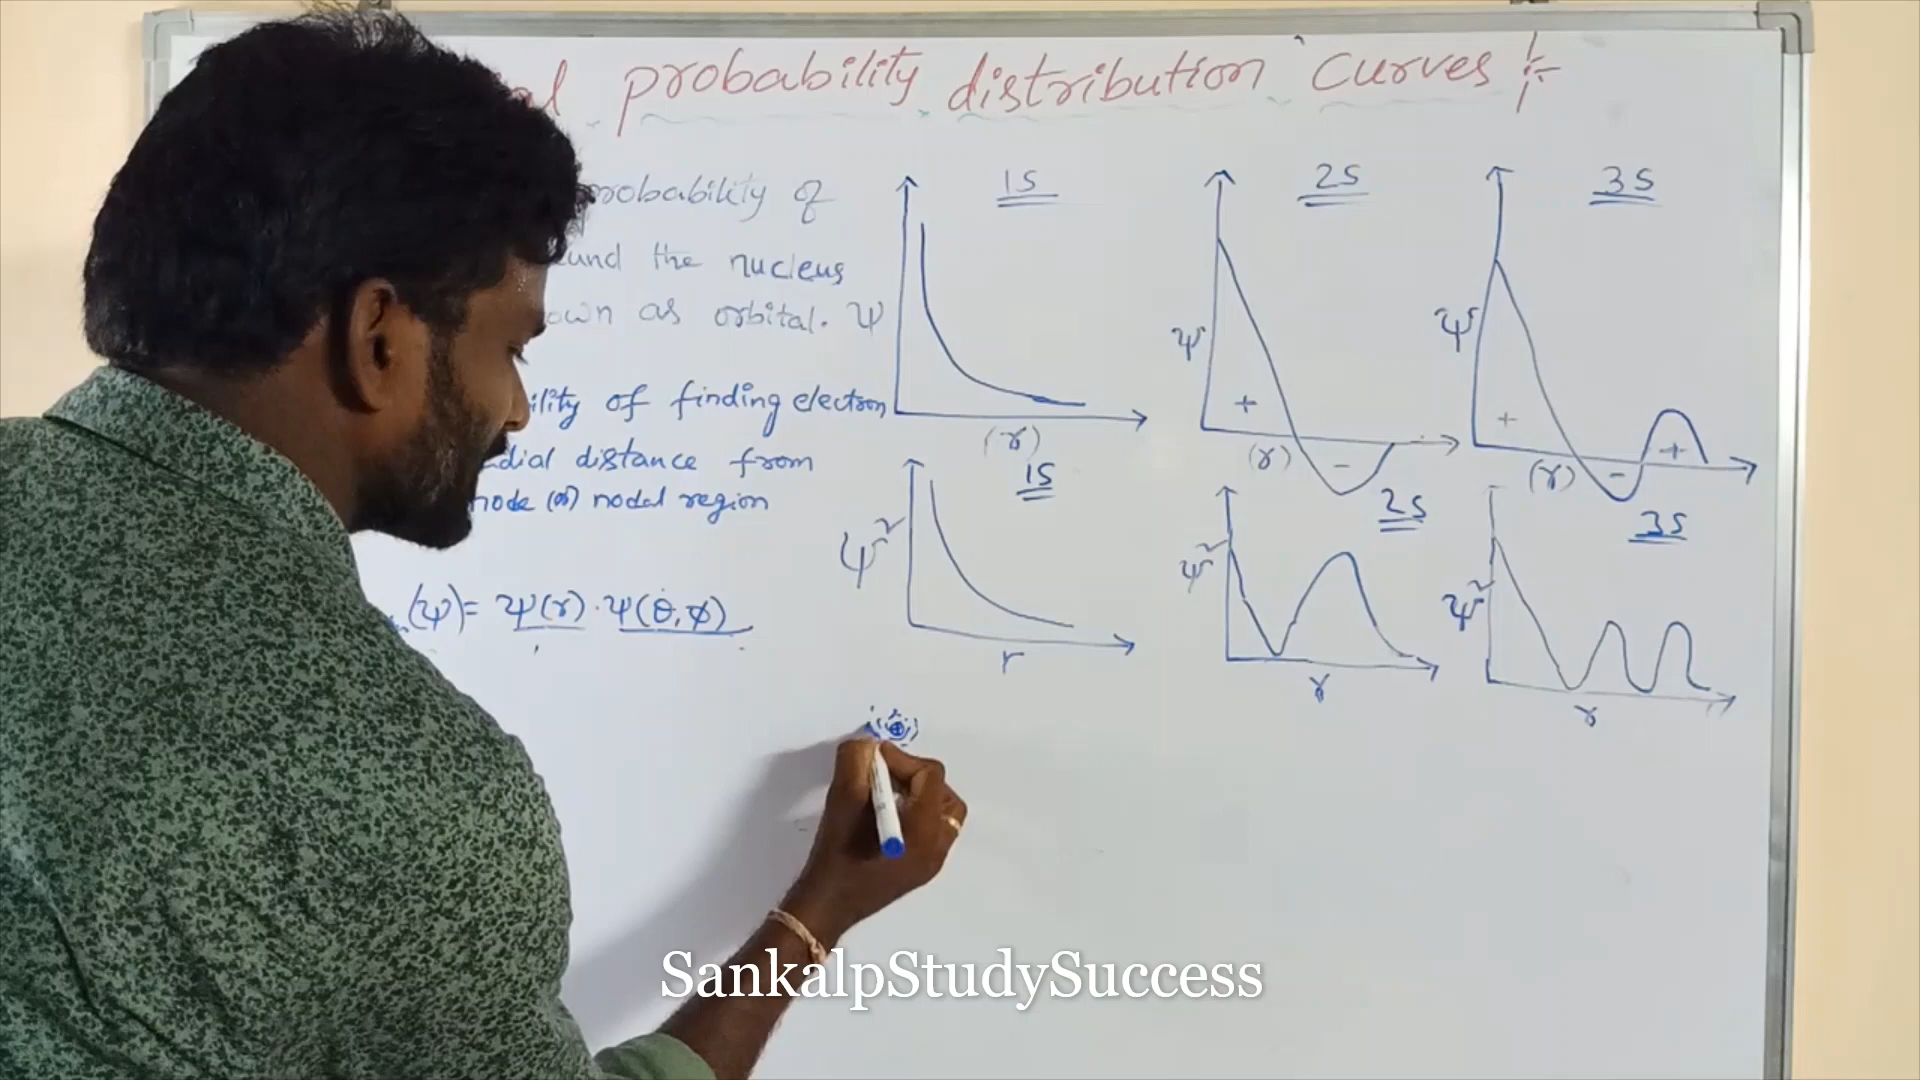 probability distribution curves :-
probability of
the nucleus
as orbital. Ψ
of finding electron
distance from
node (or) nodal region
(Ψ) = Ψ(r) . Ψ(θ, φ)
1S
(r)
2S
Ψ
+
-
(r)
3S
Ψ
+
-
+
(r)
1S
Ψ²
r
2S
Ψ²
r
3S
Ψ²
r
SankalpStudySuccess